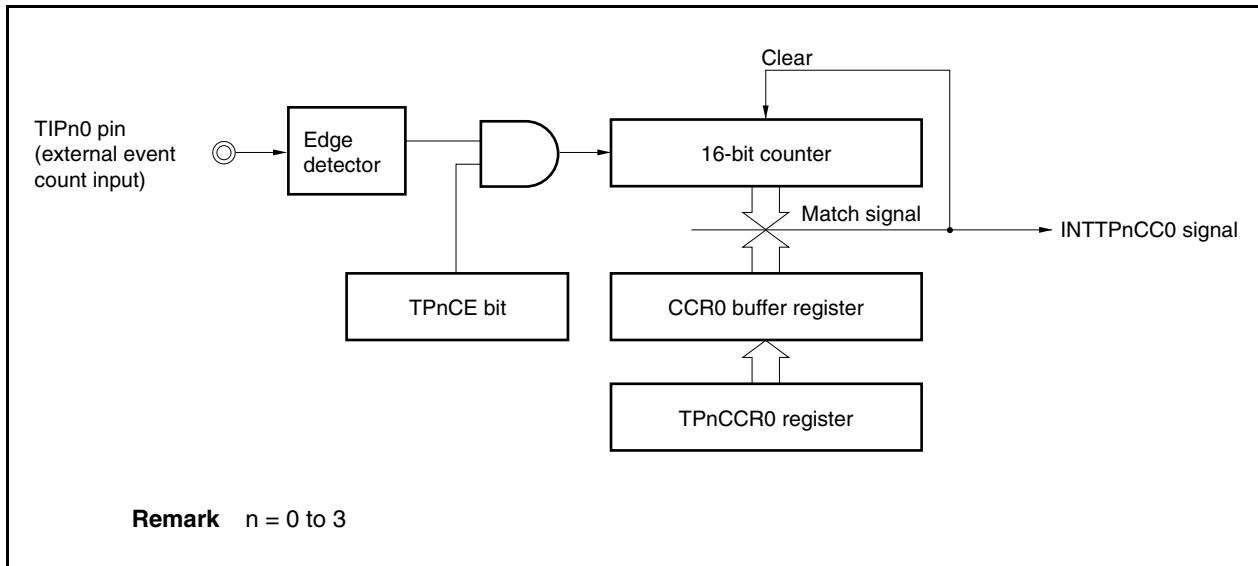 Clear
TIPn0 pin
(external event
count input)
Edge
detector
16-bit counter
Match signal
INTTPnCC0 signal
TPnCE bit
CCR0 buffer register
TPnCCR0 register
Remark n = 0 to 3